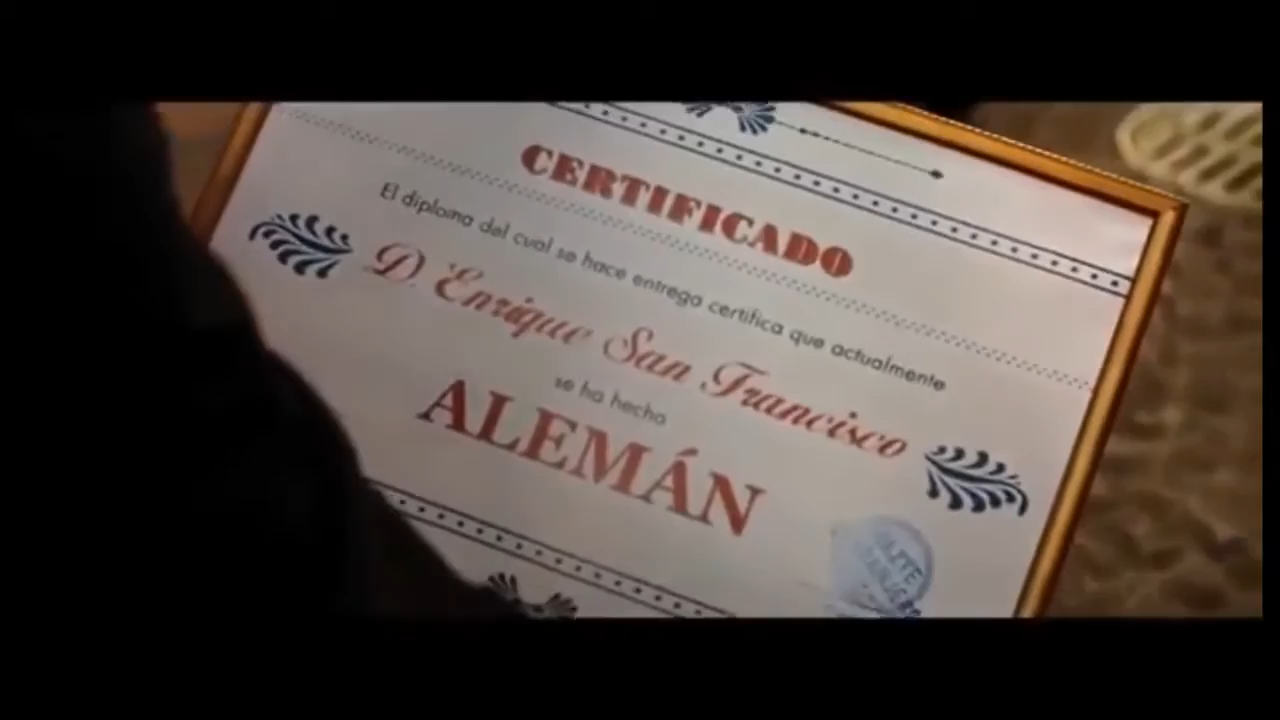 CERTIFICADO
El diploma del cual se hace entrega certifica que actualmente
D. Enrique San Francisco
se ha hecho
ALEMÁN